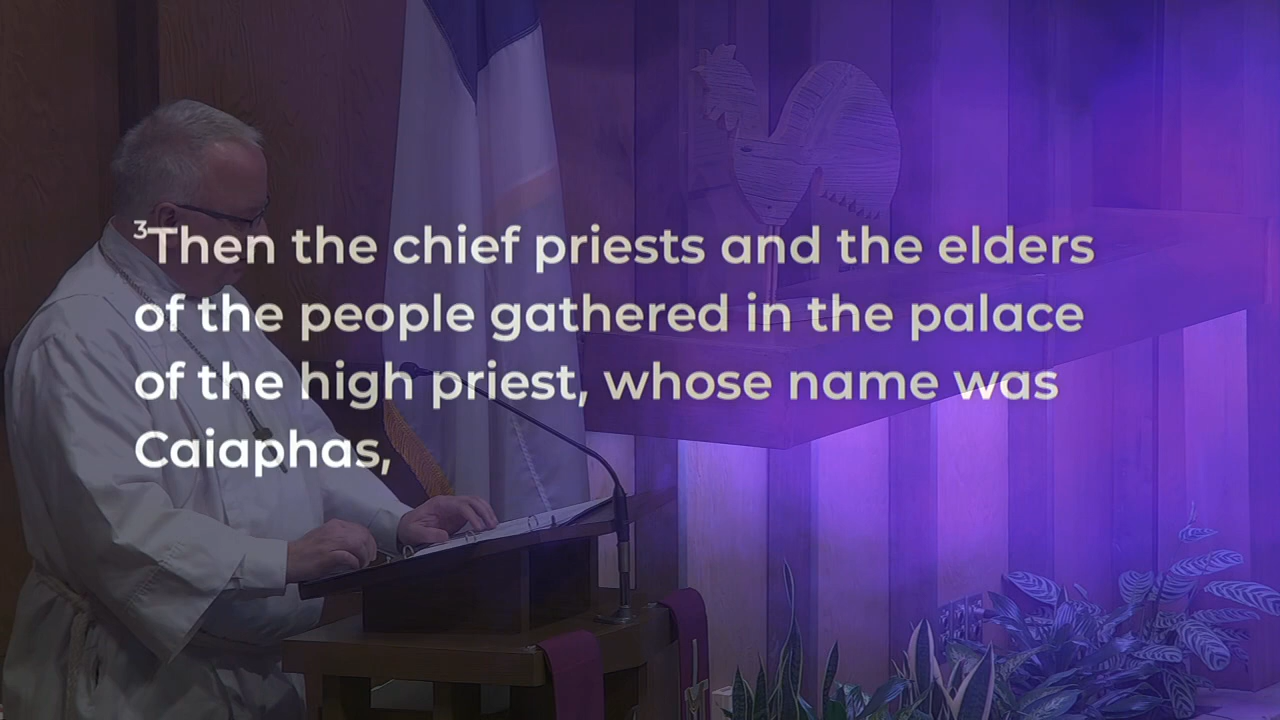 ³Then the chief priests and the elders
of the people gathered in the palace
of the high priest, whose name was
Caiaphas,